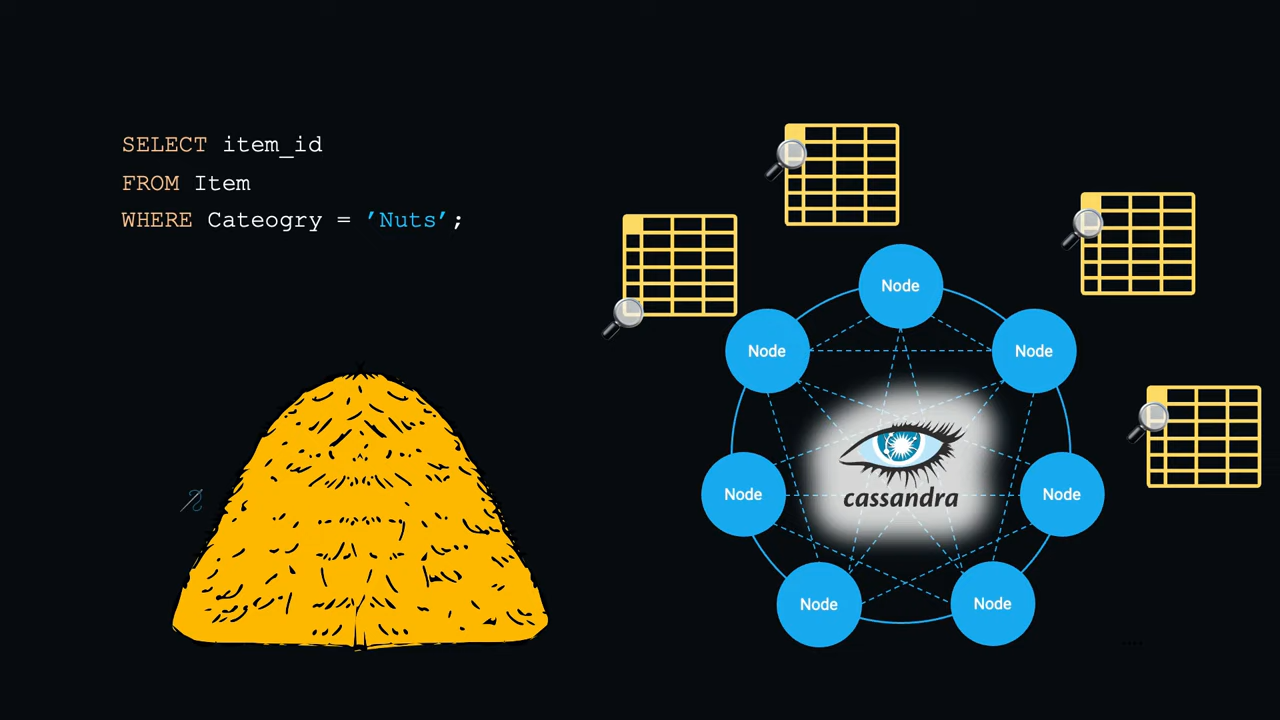 SELECT item_id
FROM Item
WHERE Cateogry = ’Nuts’;
Node
Node
Node
cassandra
Node
Node
Node
Node